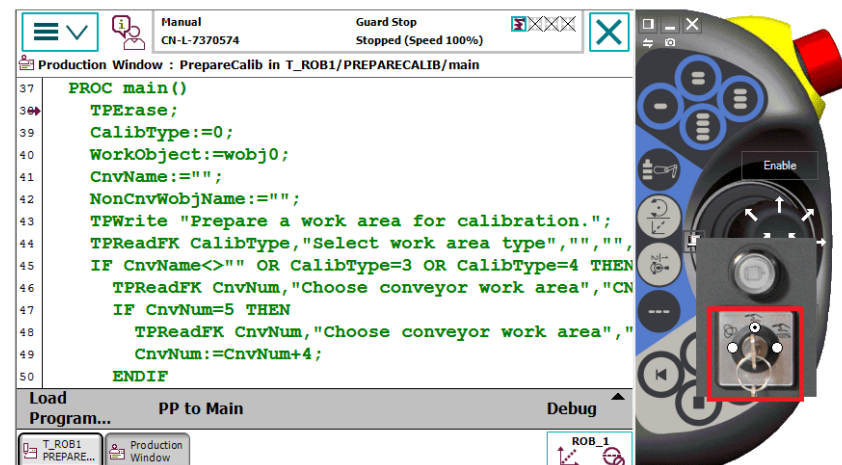 Manual
CN-L-7370574
Guard Stop
Stopped (Speed 100%)
Production Window : PrepareCalib in T_ROB1/PREPARECALIB/main
37 PROC main()
38 TPErase;
39 CalibType:=0;
40 WorkObject:=wobj0;
41 CnvName:="";
42 NonCnvWobjName:="";
43 TPWrite "Prepare a work area for calibration.";
44 TPReadFK CalibType,"Select work area type","","",
45 IF CnvName<>"" OR CalibType=3 OR CalibType=4 THEN
46 TPReadFK CnvNum,"Choose conveyor work area","CN
47 IF CnvNum=5 THEN
48 TPReadFK CnvNum,"Choose conveyor work area","
49 CnvNum:=CnvNum+4;
50 ENDIF
Load
Program...
PP to Main
Debug
T_ROB1
PREPARE...
Production
Window
ROB_1
Enable